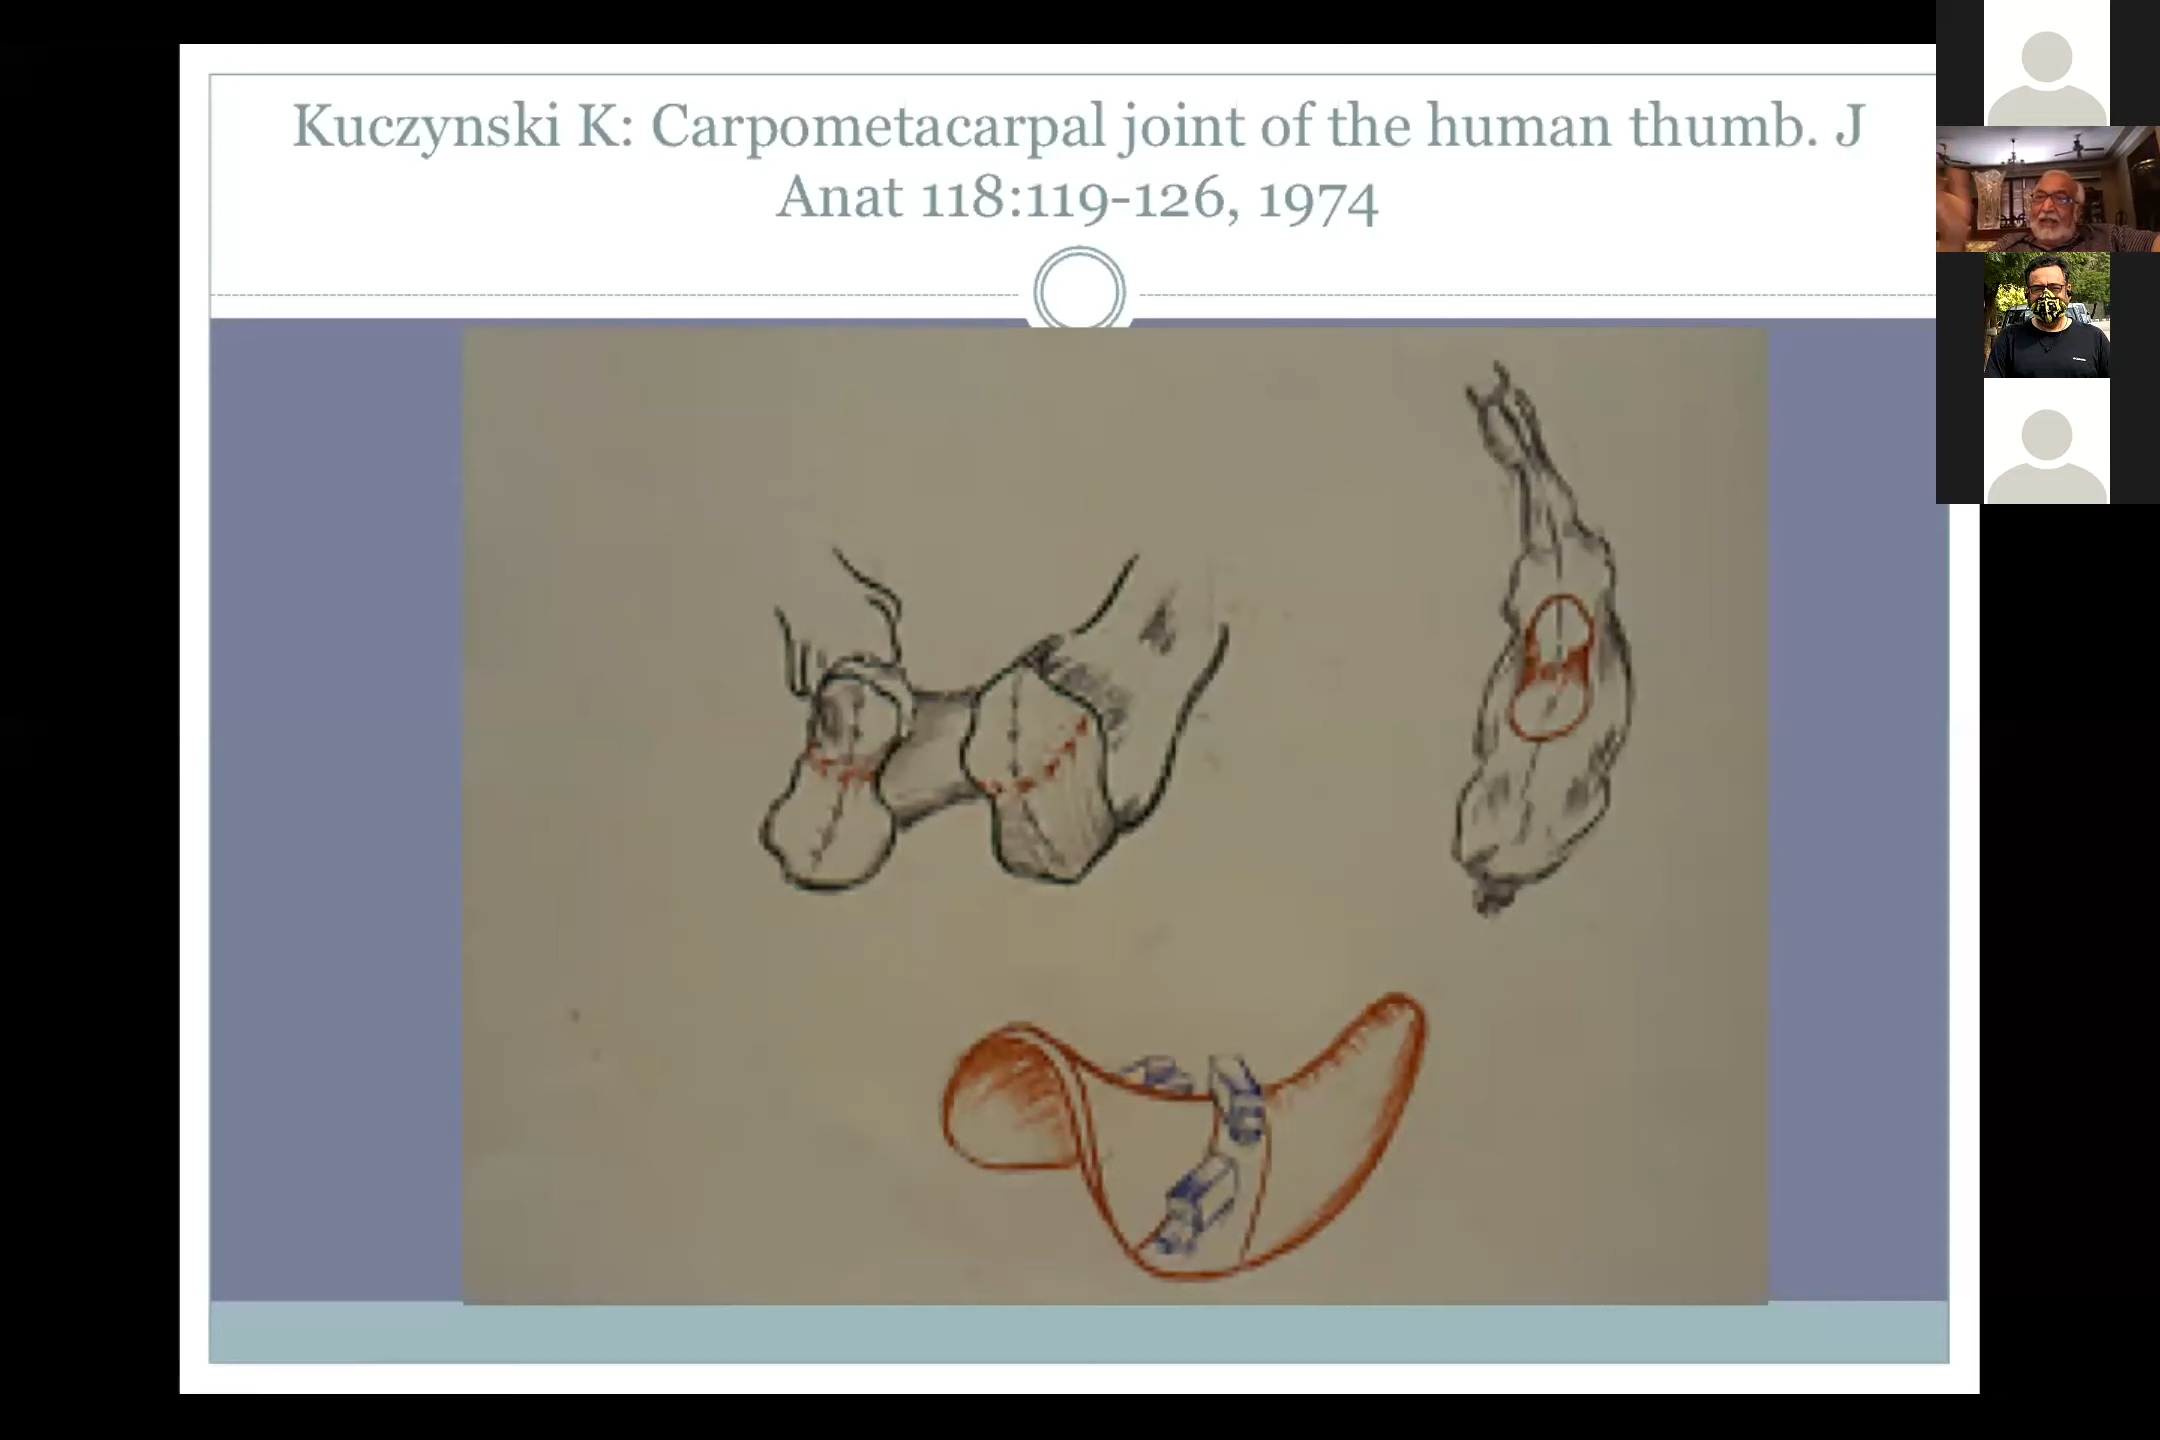 Kuczynski K: Carpometacarpal joint of the human thumb. J
Anat 118:119-126, 1974